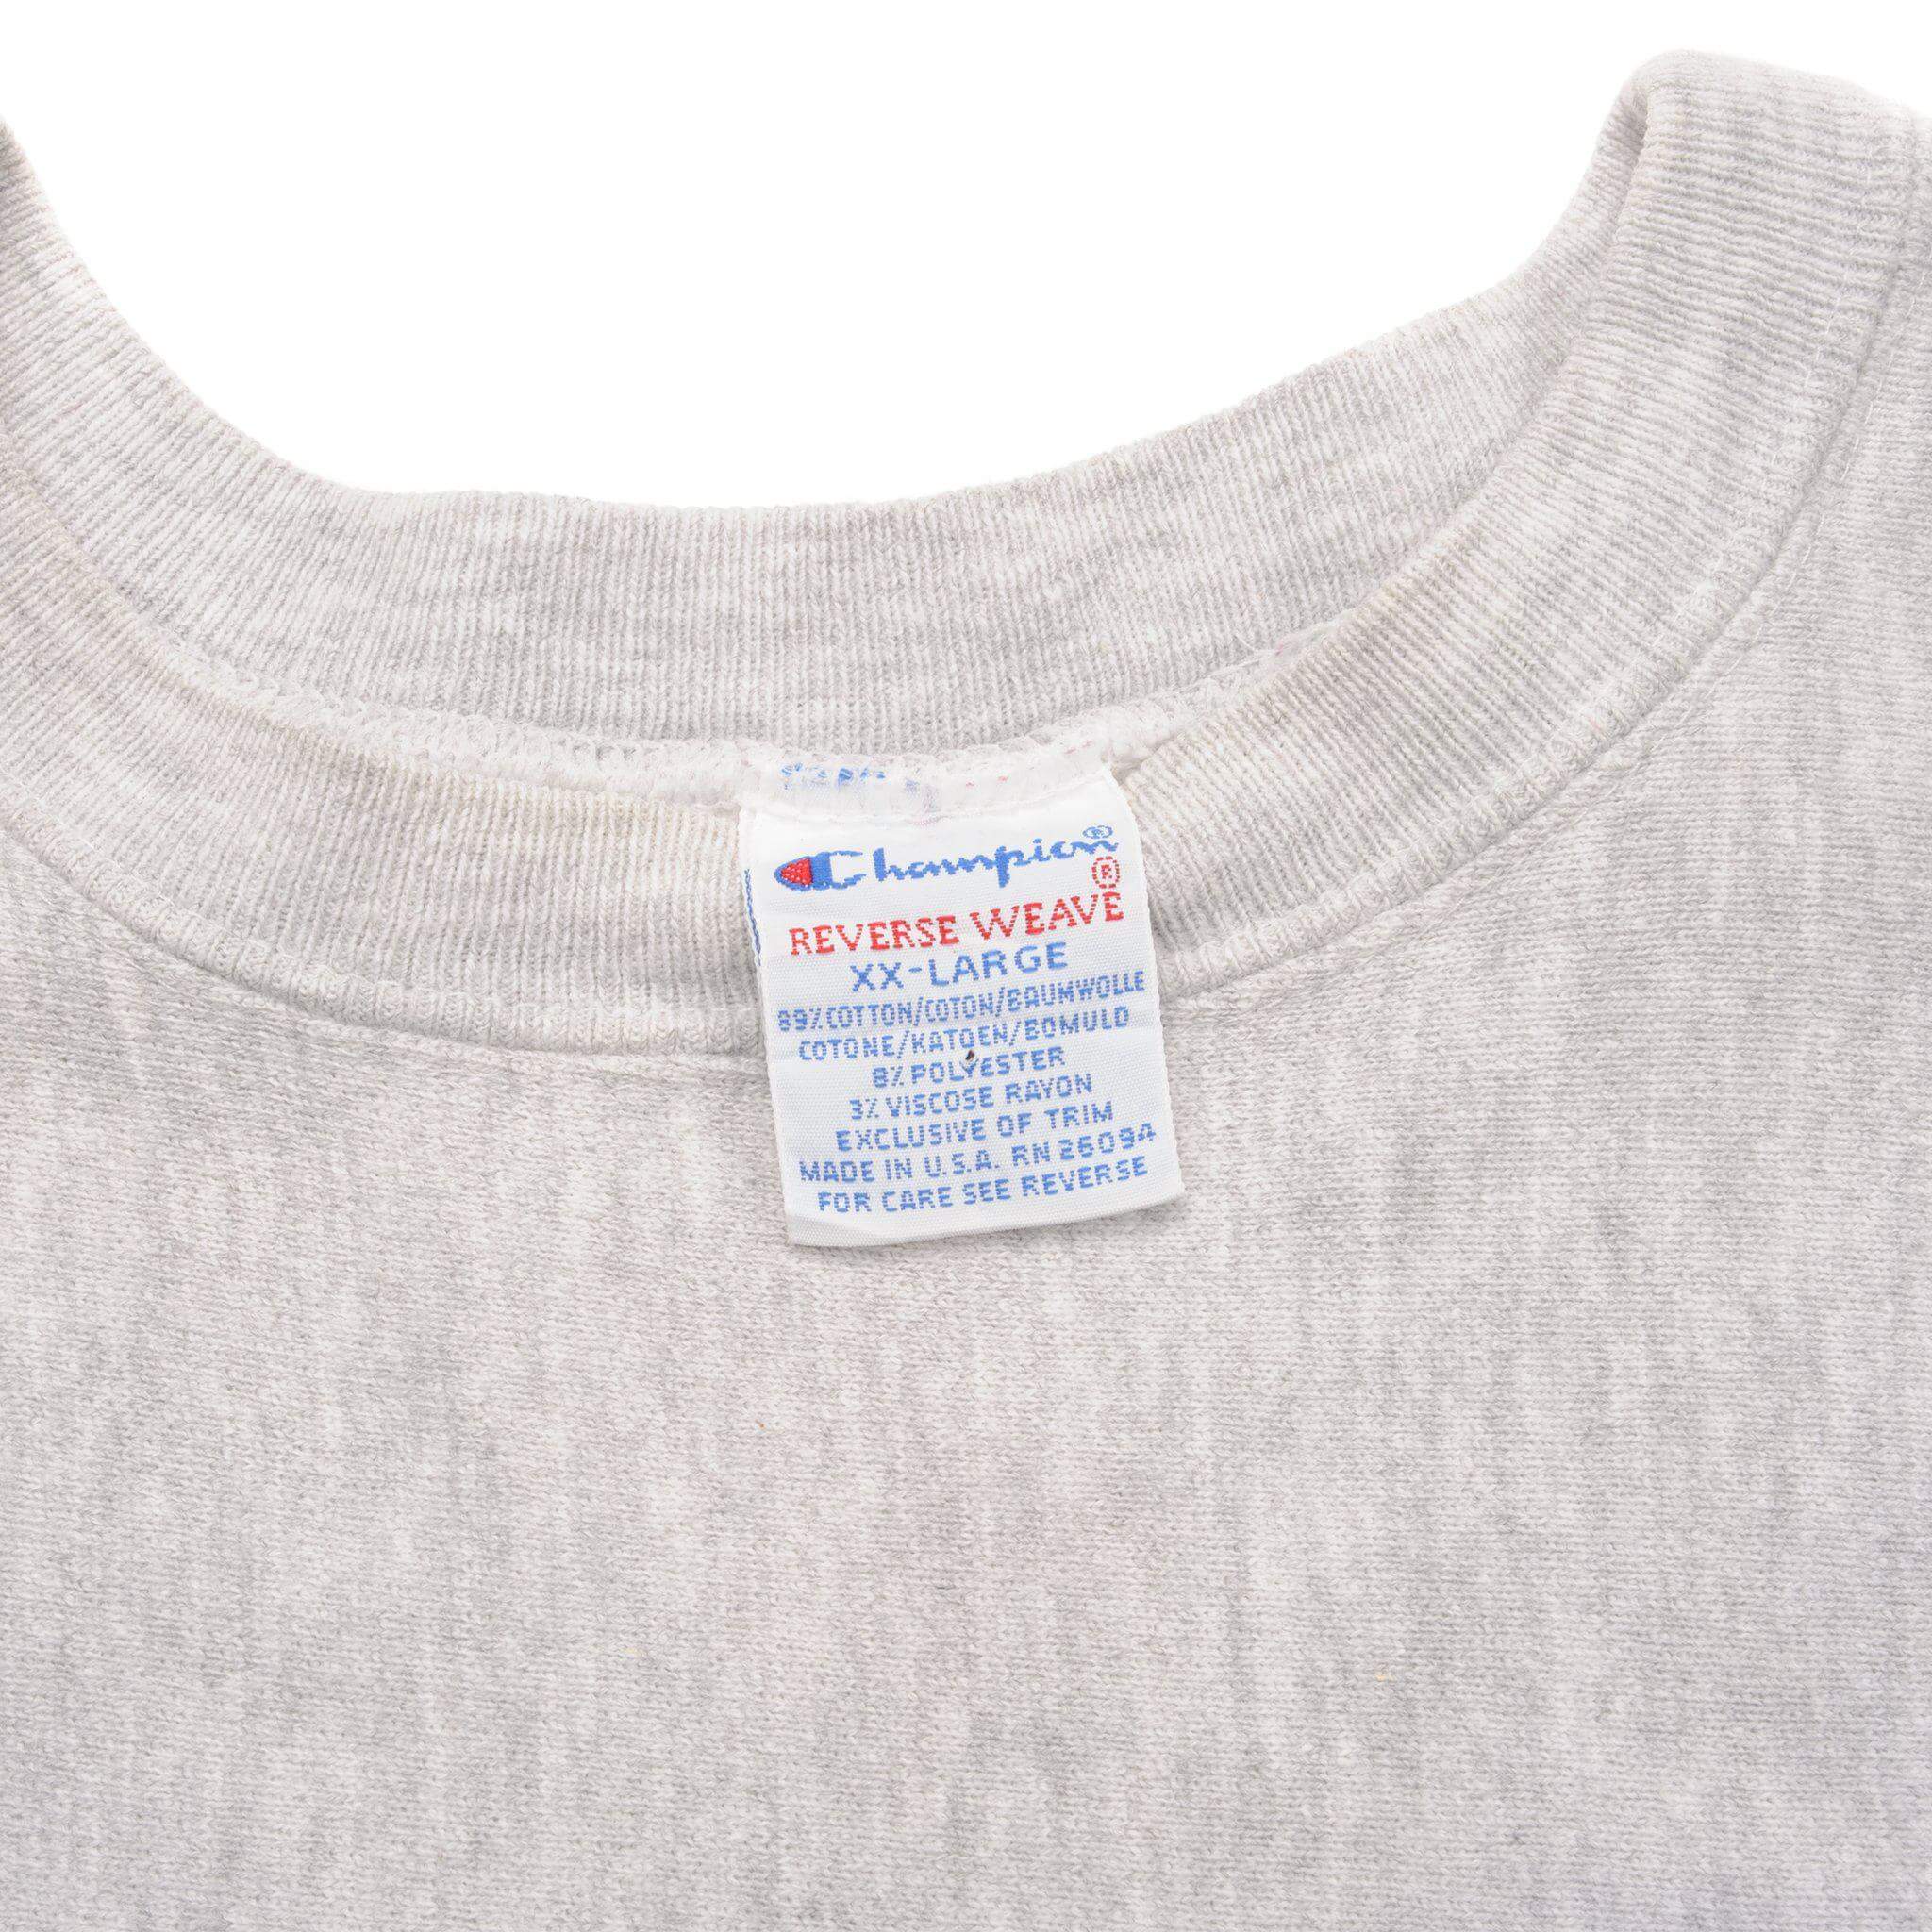 Champion®
REVERSE WEAVE®
XX-LARGE
89% COTTON/COTON/BAUMWOLLE
COTONE/KATOEN/BOMULD
8% POLYESTER
3% VISCOSE RAYON
EXCLUSIVE OF TRIM
MADE IN U.S.A. RN 26094
FOR CARE SEE REVERSE